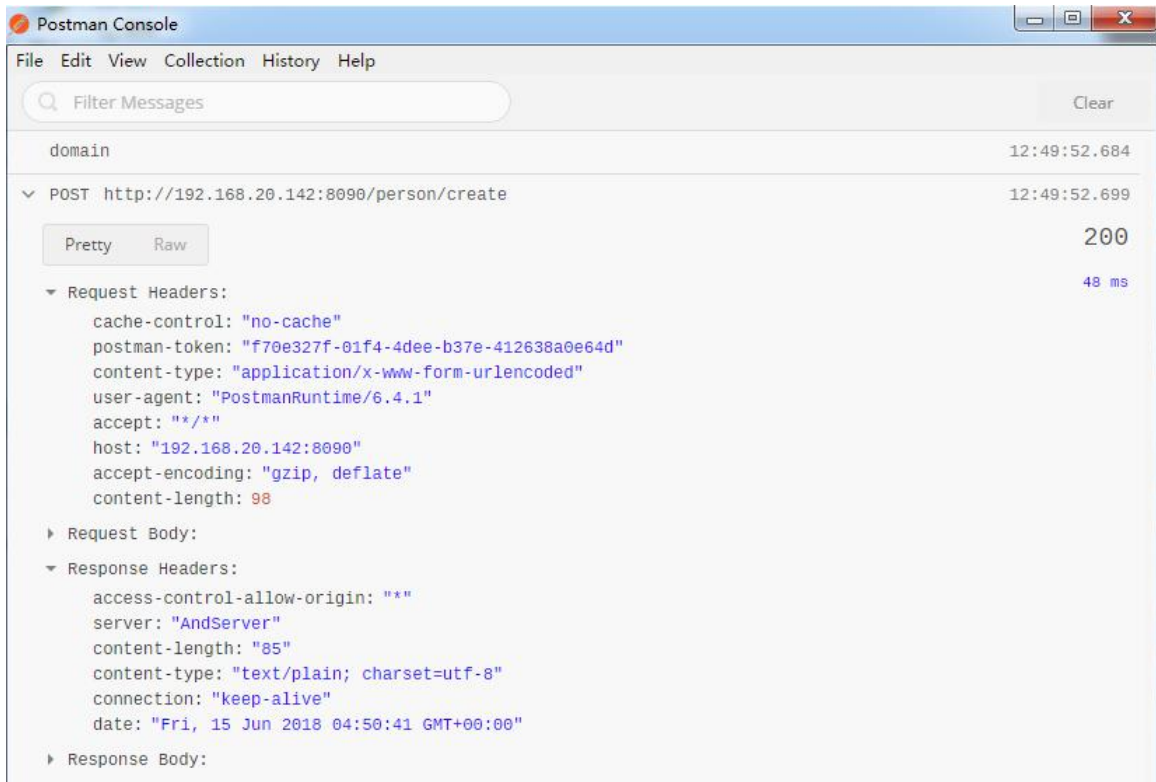 Postman Console
File Edit View Collection History Help
Filter Messages
Clear
domain 12:49:52.684
POST http://192.168.20.142:8090/person/create 12:49:52.699
Pretty Raw 200
48 ms
Request Headers:
cache-control: "no-cache"
postman-token: "f70e327f-01f4-4dee-b37e-412638a0e64d"
content-type: "application/x-www-form-urlencoded"
user-agent: "PostmanRuntime/6.4.1"
accept: "*/*"
host: "192.168.20.142:8090"
accept-encoding: "gzip, deflate"
content-length: 98
Request Body:
Response Headers:
access-control-allow-origin: "*"
server: "AndServer"
content-length: "85"
content-type: "text/plain; charset=utf-8"
connection: "keep-alive"
date: "Fri, 15 Jun 2018 04:50:41 GMT+00:00"
Response Body: